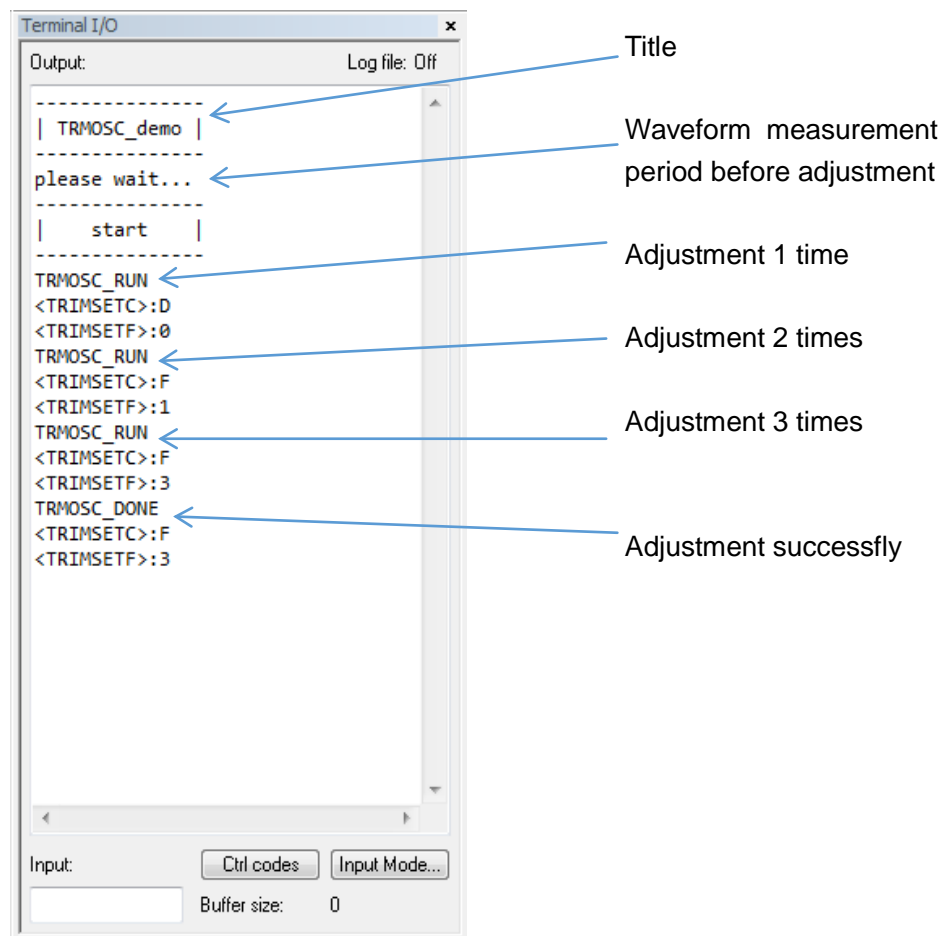 Terminal I/O x
Output: Log file: Off
---------------
| TRMOSC_demo |
---------------
please wait...
---------------
| start |
---------------
TRMOSC_RUN
<TRIMSETC>:D
<TRIMSETF>:0
TRMOSC_RUN
<TRIMSETC>:F
<TRIMSETF>:1
TRMOSC_RUN
<TRIMSETC>:F
<TRIMSETF>:3
TRMOSC_DONE
<TRIMSETC>:F
<TRIMSETF>:3
Input: Ctrl codes Input Mode...
Buffer size: 0
Title
Waveform measurement
period before adjustment
Adjustment 1 time
Adjustment 2 times
Adjustment 3 times
Adjustment successfly